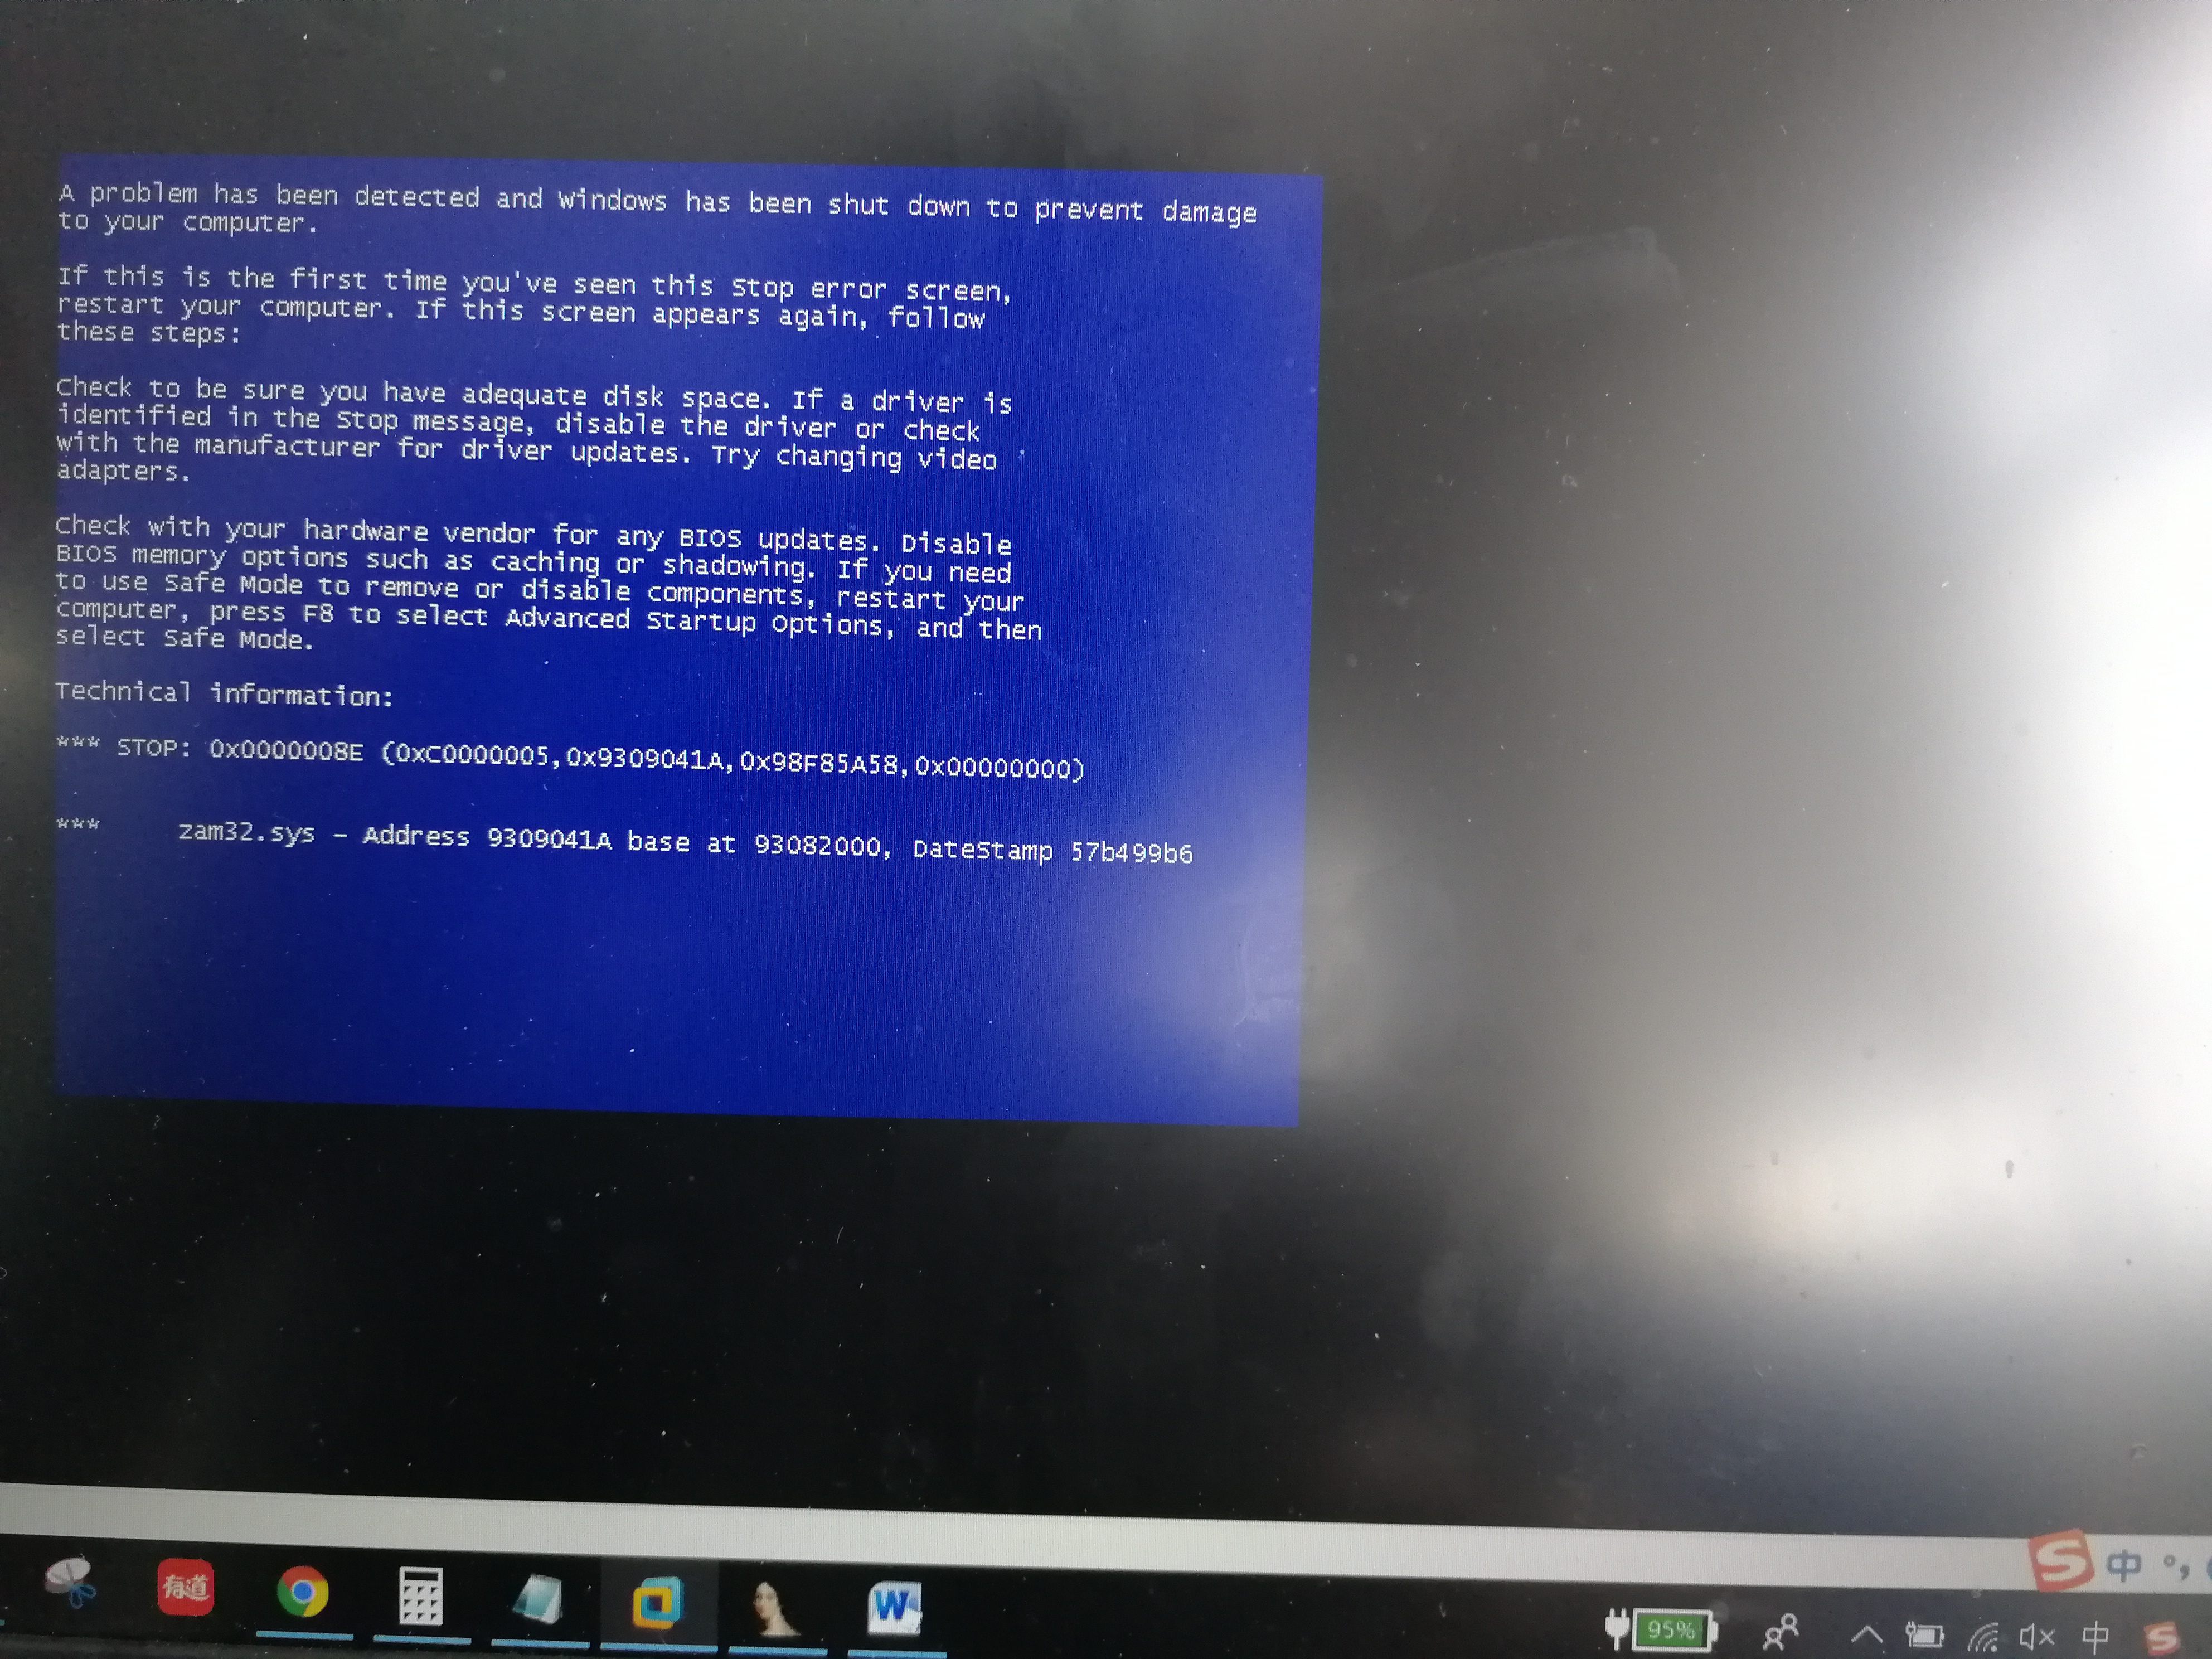 A problem has been detected and Windows has been shut down to prevent damage
to your computer.
If this is the first time you've seen this Stop error screen,
restart your computer. If this screen appears again, follow
these steps:
Check to be sure you have adequate disk space. If a driver is
identified in the Stop message, disable the driver or check
with the manufacturer for driver updates. Try changing video
adapters.
Check with your hardware vendor for any BIOS updates. Disable
BIOS memory options such as caching or shadowing. If you need
to use Safe Mode to remove or disable components, restart your
computer, press F8 to select Advanced Startup Options, and then
select Safe Mode.
Technical information:
*** STOP: 0x0000008E (0xC0000005,0x9309041A,0x98F85A58,0x00000000)
*** zam32.sys - Address 9309041A base at 93082000, DateStamp 57b499b6
S 中 °,
有道
W
95%
中
S